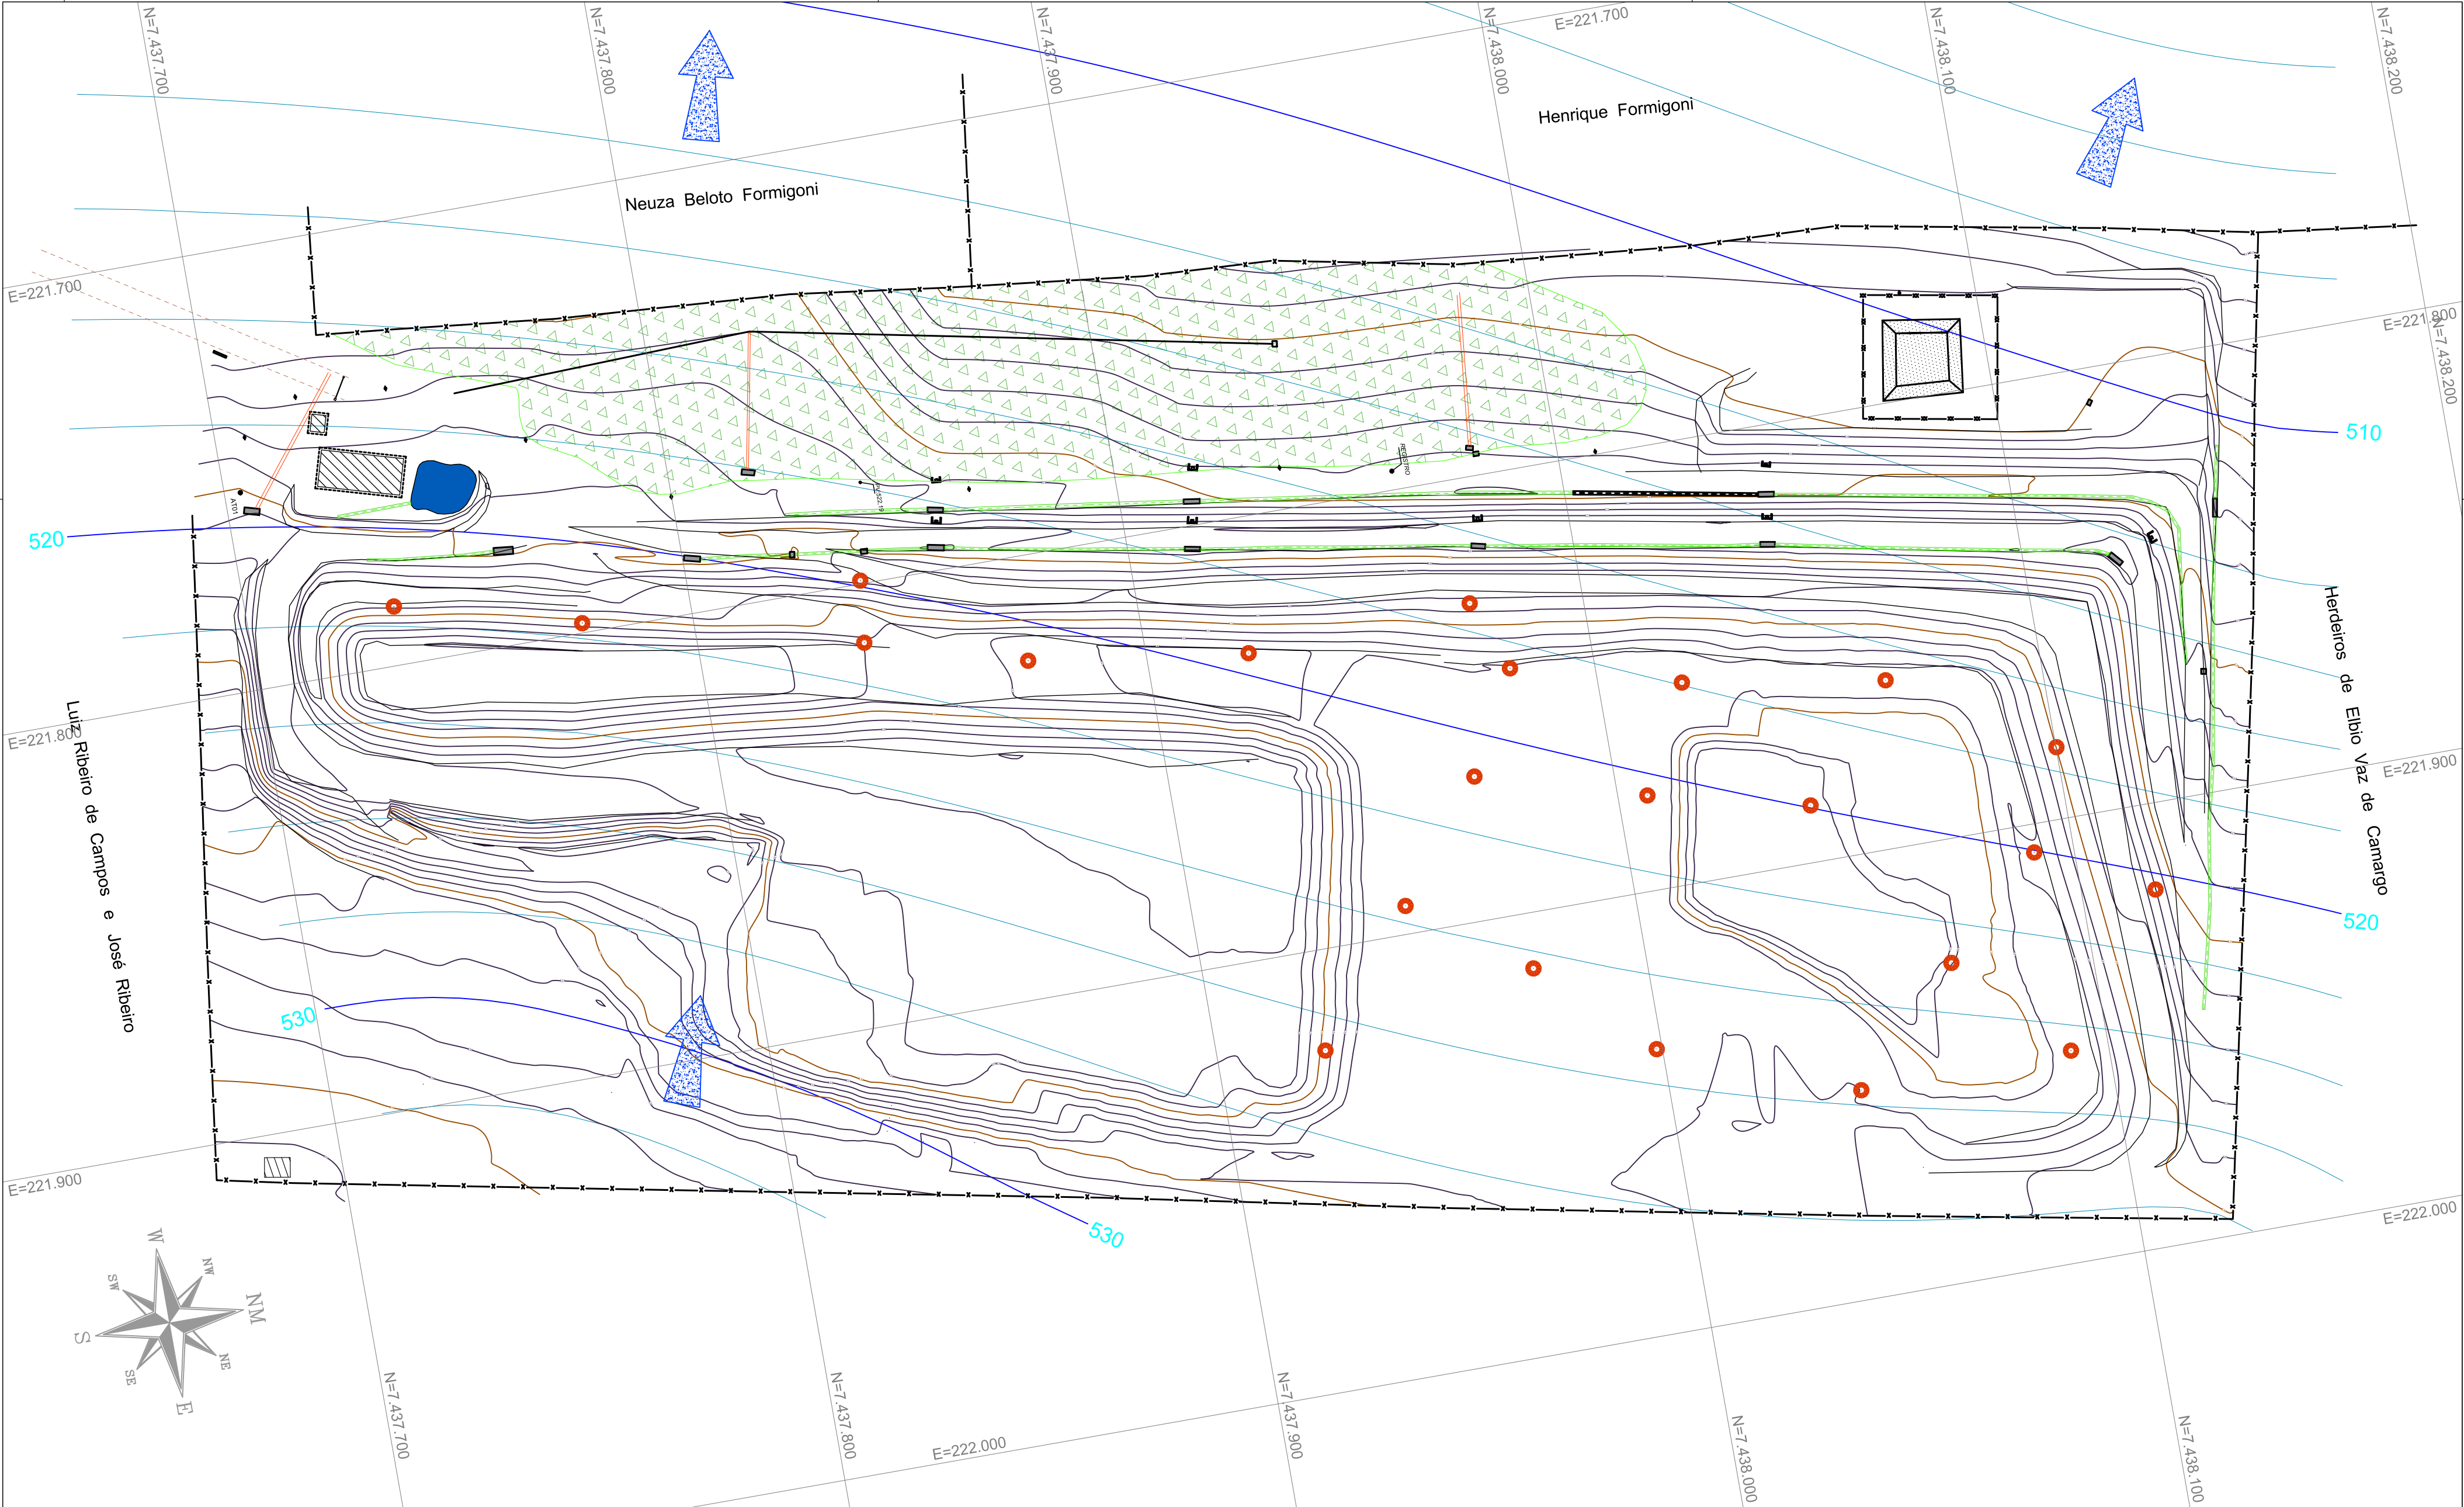 N=7.437.700
N=7.437.800
N=7.437.900
N=7.438.000
E=221.700
N=7.438.100
N=7.438.200
Henrique Formigoni
Neuza Beloto Formigoni
E=221.700
E=221.800
N=7.438.200
510
REGISTRO
AT01
520
Herdeiros de Elbio Vaz de Camargo
Luiz Ribeiro de Campos e José Ribeiro
E=221.800
E=221.900
520
530
E=221.900
530
E=222.000
W
NW
SW
NM
S
NE
SE
E
N=7.437.700
N=7.437.800
E=222.000
N=7.437.900
N=7.438.000
N=7.438.100